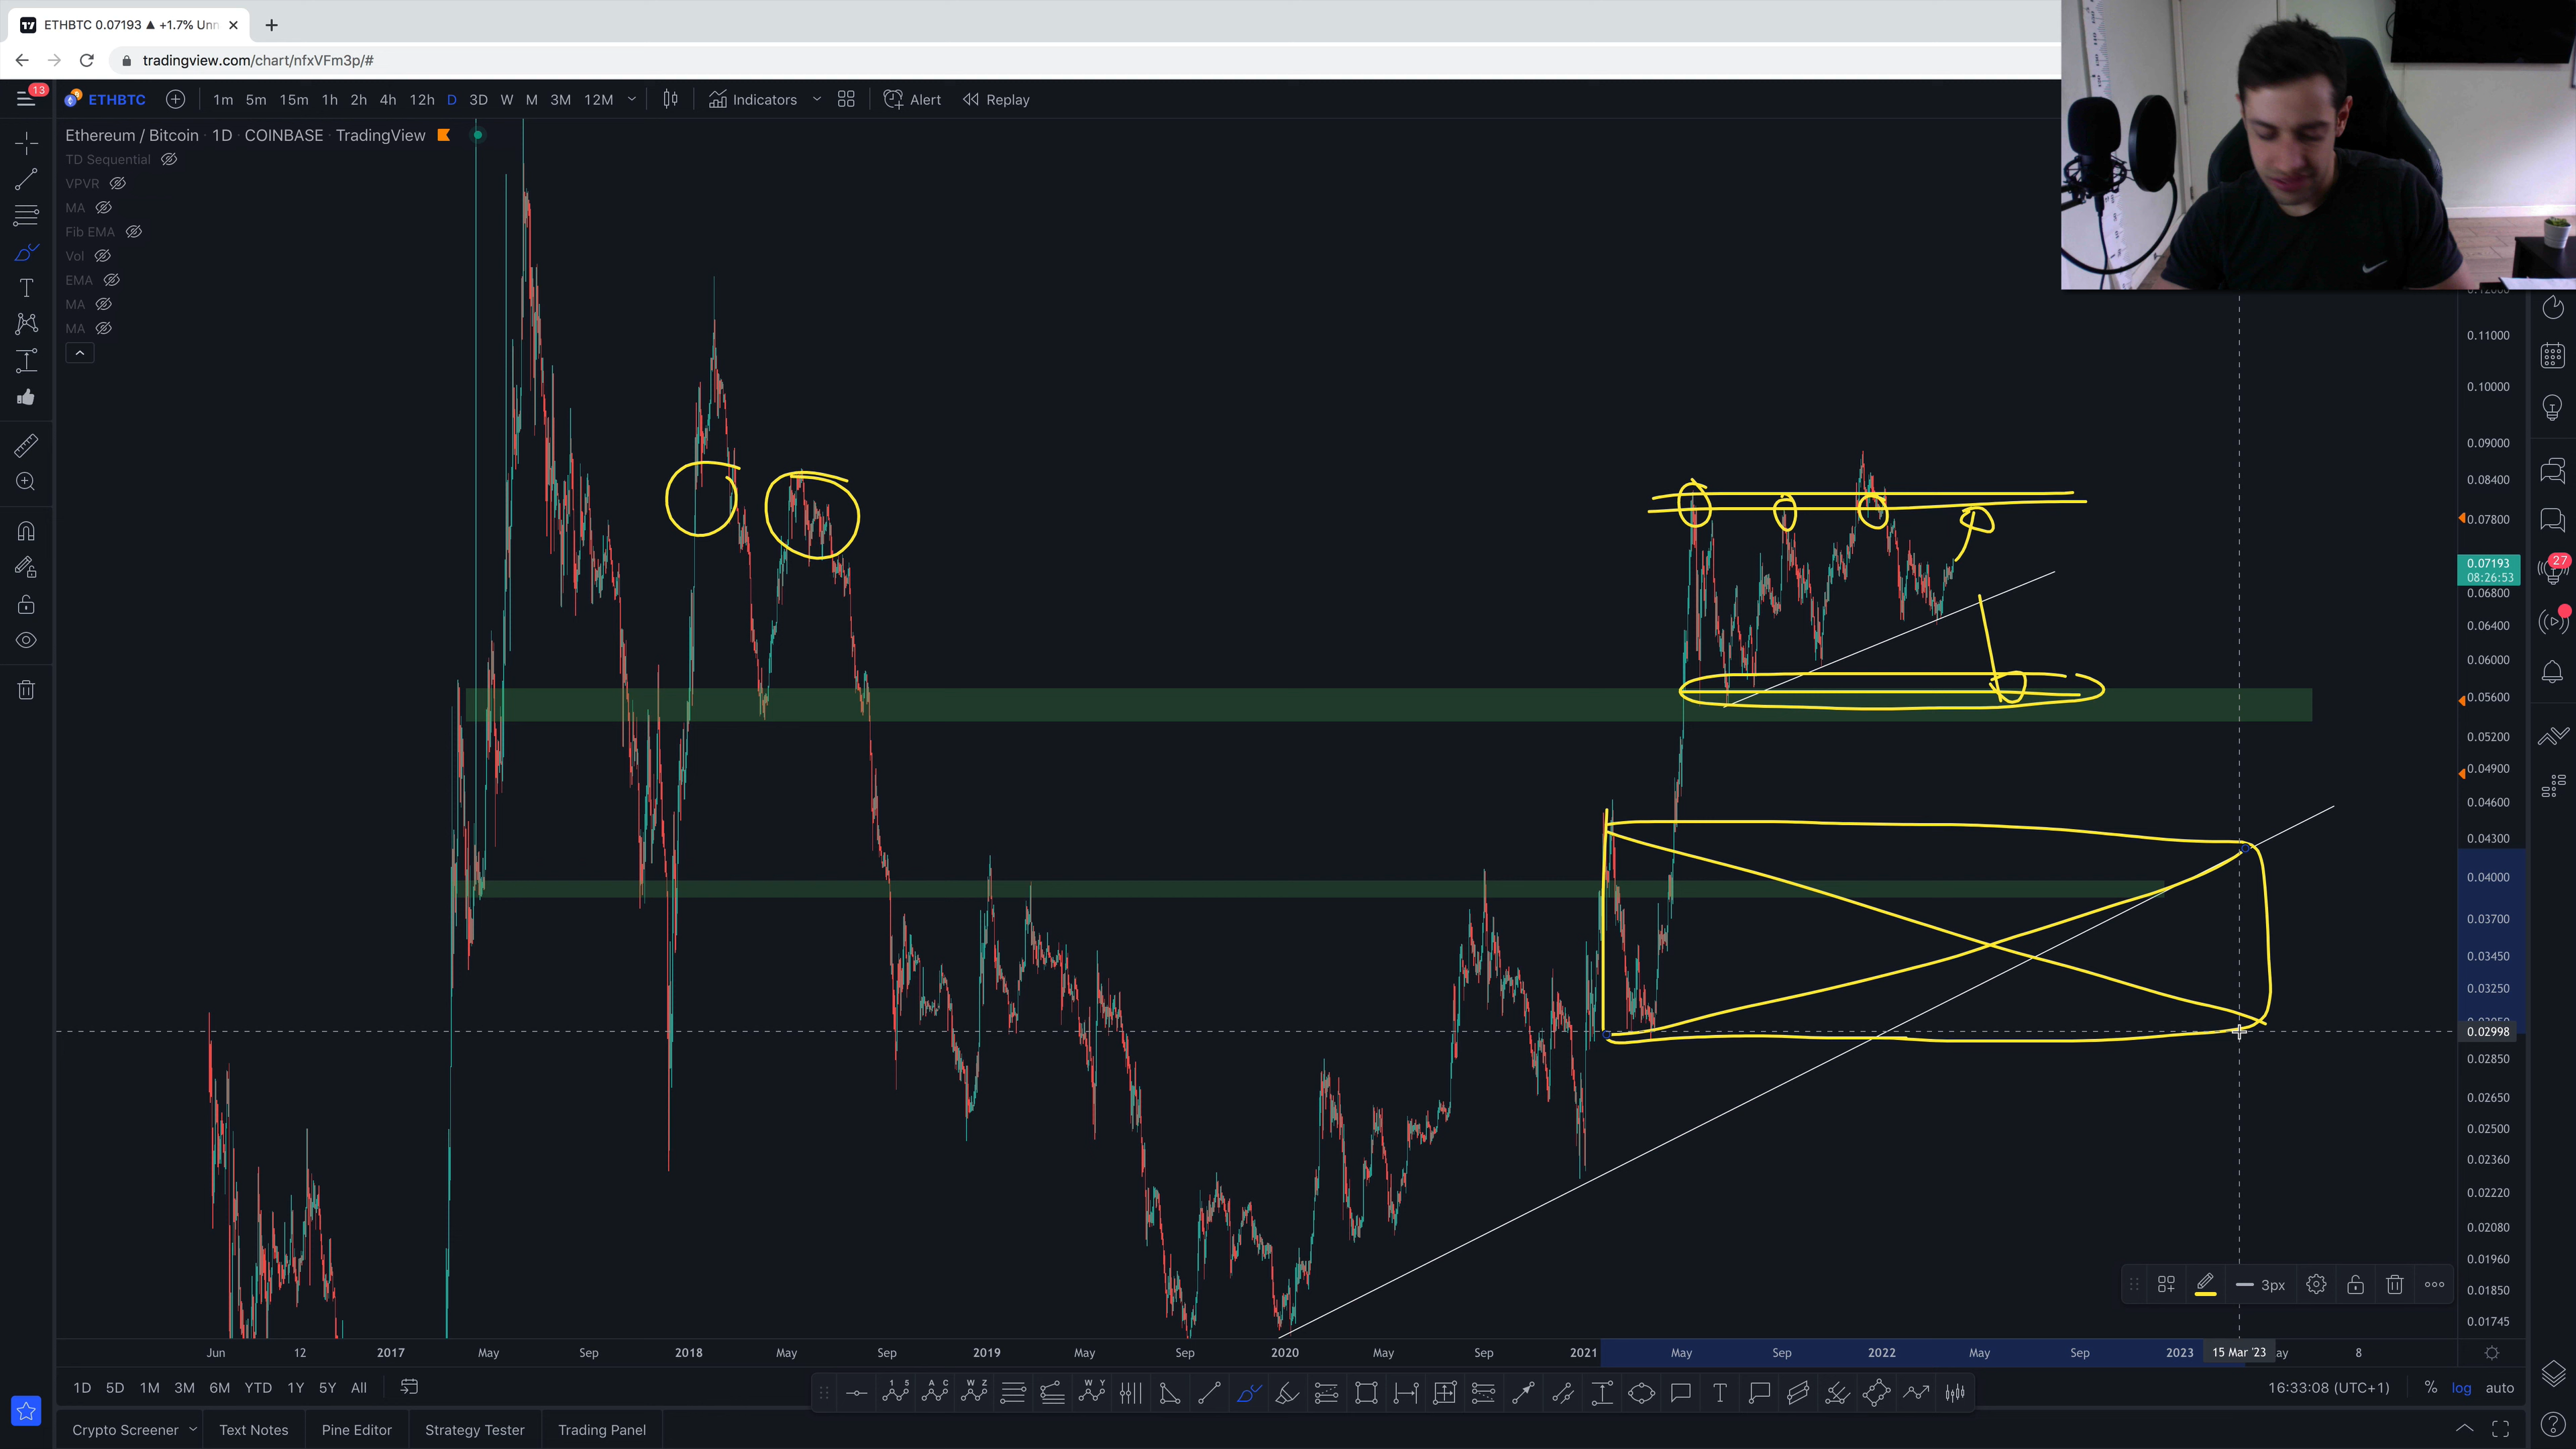 ETHBTC 0.07193 ▲ +1.7% Unn
tradingview.com/chart/nfxVFm3p/#
13
ETHBTC 1m 5m 15m 1h 2h 4h 12h D 3D W M 3M 12M Indicators Alert Replay
Ethereum / Bitcoin · 1D · COINBASE · TradingView
TD Sequential
VPVR
MA
Fib EMA
Vol
EMA
MA
MA
0.11000
0.10000
0.09000
0.08400
0.07800
0.07193
08:26:53
0.06800
0.06400
0.06000
0.05600
0.05200
0.04900
0.04600
0.04300
0.04000
0.03700
0.03450
0.03250
0.02998
0.02850
0.02650
0.02500
0.02360
0.02220
0.02080
0.01960
0.01850
0.01745
27
3px
Jun 12 2017 May Sep 2018 May Sep 2019 May Sep 2020 May Sep 2021 May Sep 2022 May Sep 2023 15 Mar '23 ay 8
1D 5D 1M 3M 6M YTD 1Y 5Y All
1 5 A C W Z W Y T
16:33:08 (UTC+1) % log auto
Crypto Screener Text Notes Pine Editor Strategy Tester Trading Panel